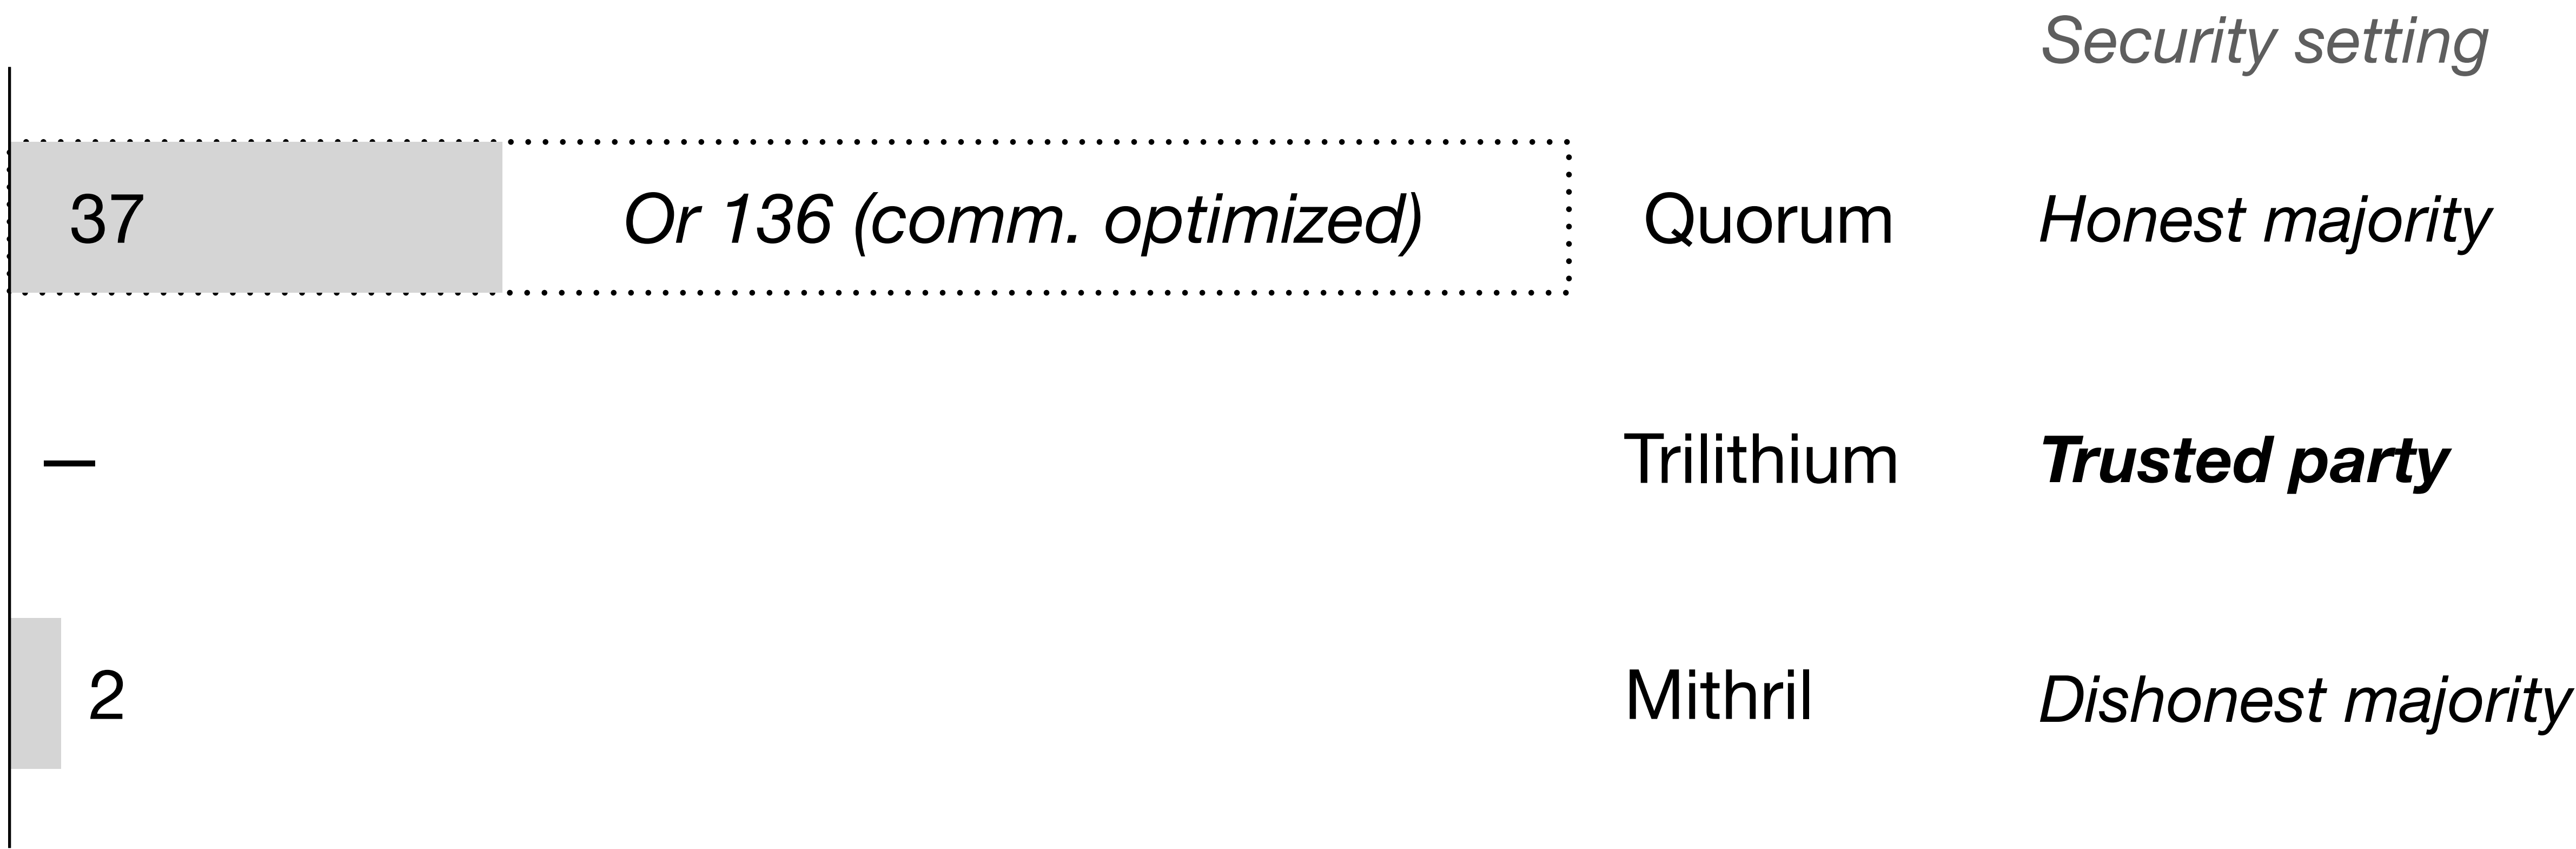 Security setting
37 Or 136 (comm. optimized) Quorum Honest majority
— Trilithium Trusted party
2 Mithril Dishonest majority